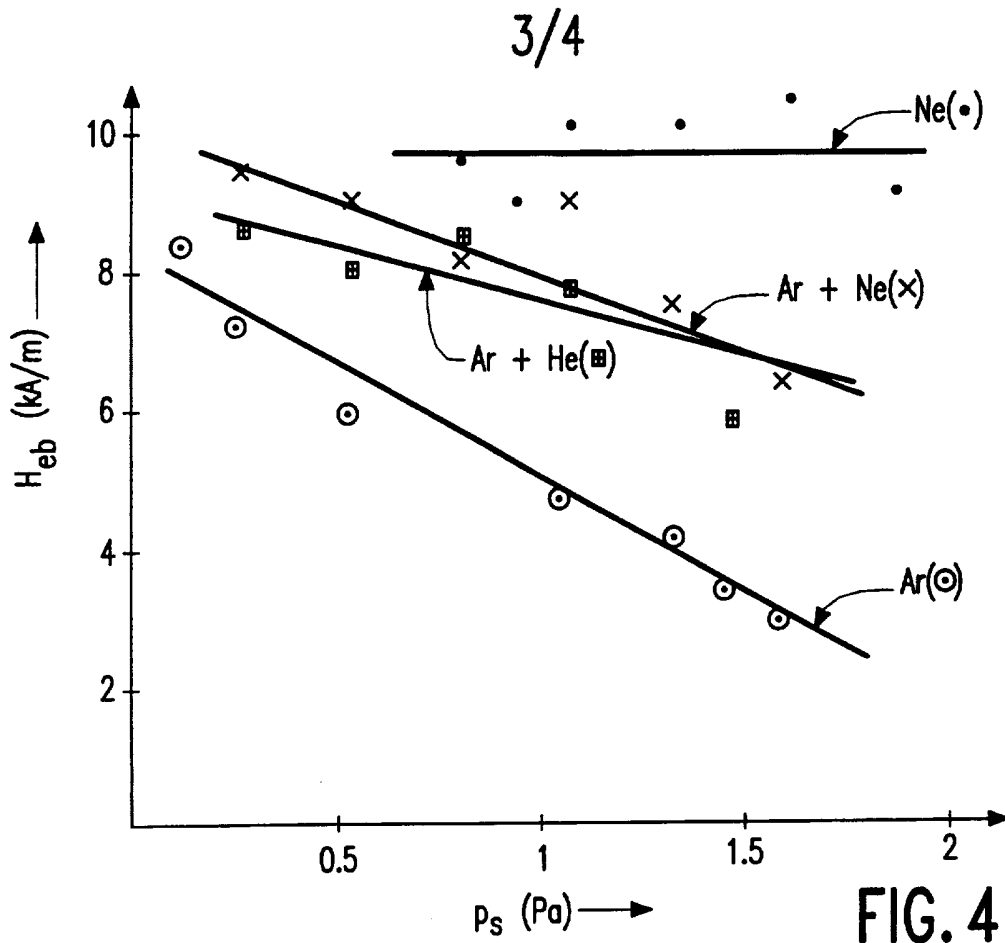 3/4
10
8
6
4
2
H_eb (kA/m)
Ne(•)
Ar + Ne(×)
Ar + He(⊞)
Ar(⊙)
0.5
1
1.5
2
p_s (Pa)
FIG. 4